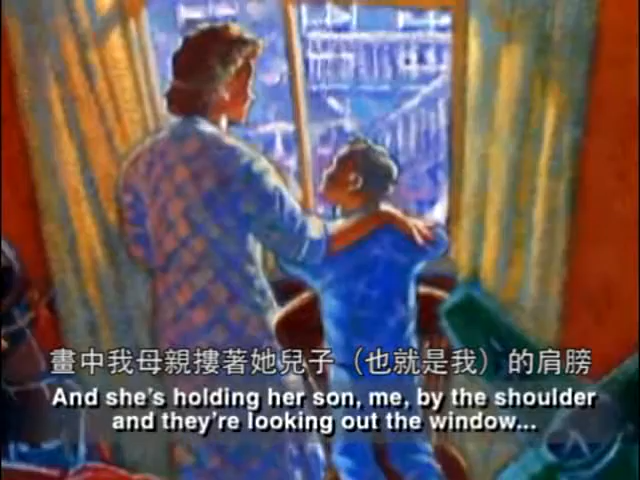 畫中我母親摟著她兒子（也就是我）的肩膀
And she's holding her son, me, by the shoulder
and they're looking out the window...